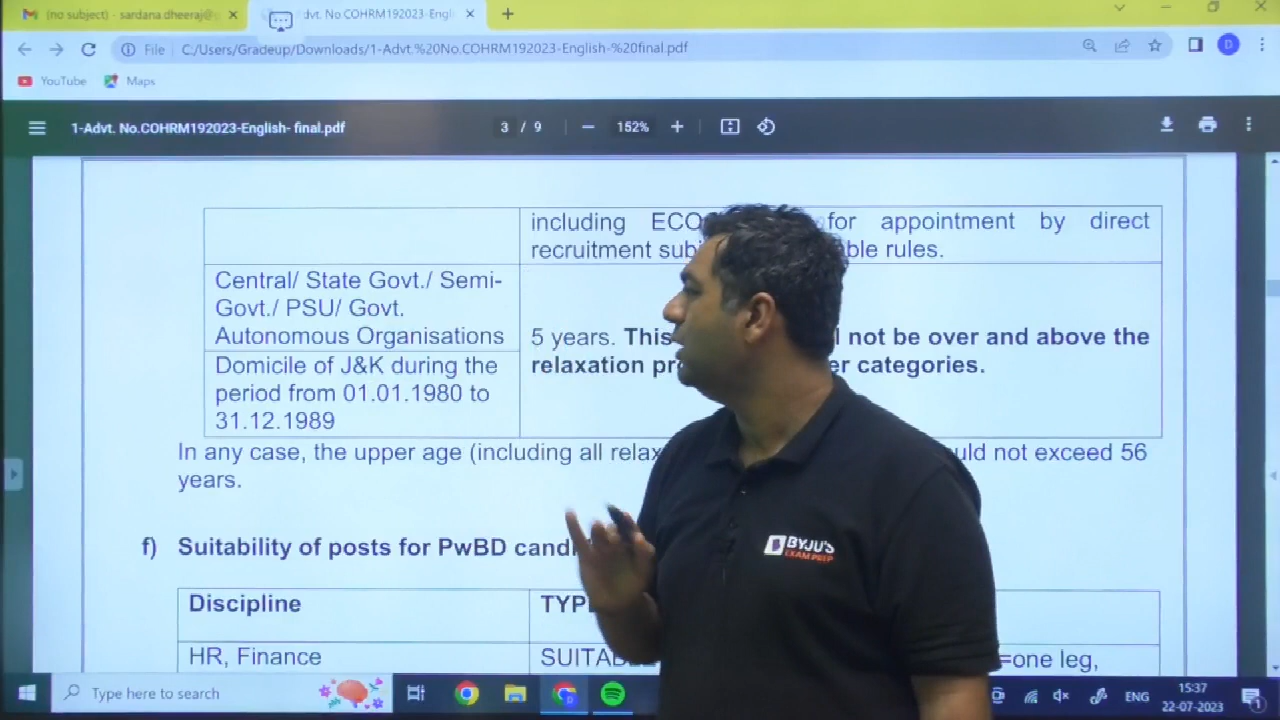 (no subject) - sardana.dheeraj@
dvt. No.COHRM192023-Engl
File C:/Users/Gradeup/Downloads/1-Advt.%20No.COHRM192023-English-%20final.pdf
D
YouTube Maps
1-Advt. No.COHRM192023-English- final.pdf 3 / 9 152%
including ECO for appointment by direct
recruitment sub ble rules.
Central/ State Govt./ Semi-
Govt./ PSU/ Govt.
Autonomous Organisations
5 years. This not be over and above the
relaxation pr er categories.
Domicile of J&K during the
period from 01.01.1980 to
31.12.1989
In any case, the upper age (including all relax uld not exceed 56
years.
f) Suitability of posts for PwBD cand
Discipline TYP
HR, Finance SUITAB =one leg,
BYJU'S
EXAM PREP
Type here to search
ENG
15:37
22-07-2023
1